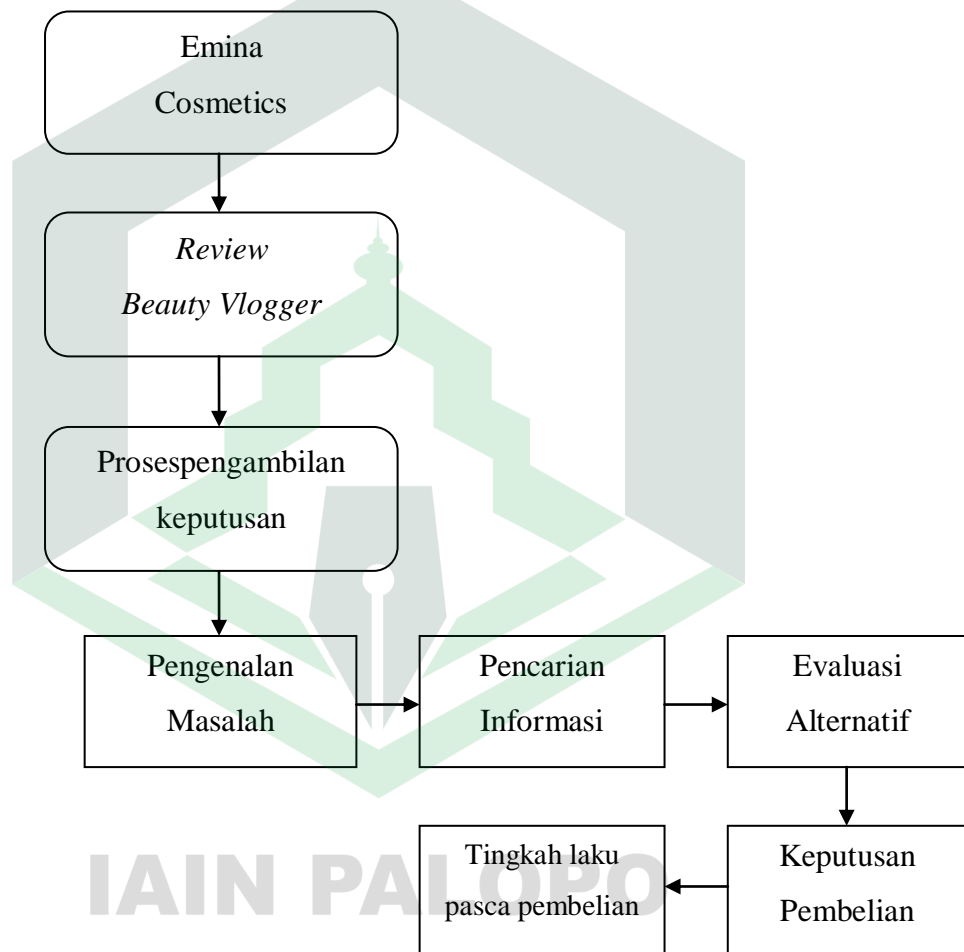 Emina
Cosmetics
Review
Beauty Vlogger
Prosespengambilan
keputusan
Pengenalan
Masalah
Pencarian
Informasi
Evaluasi
Alternatif
Keputusan
Pembelian
Tingkah laku
pasca pembelian
IAIN PALOPO